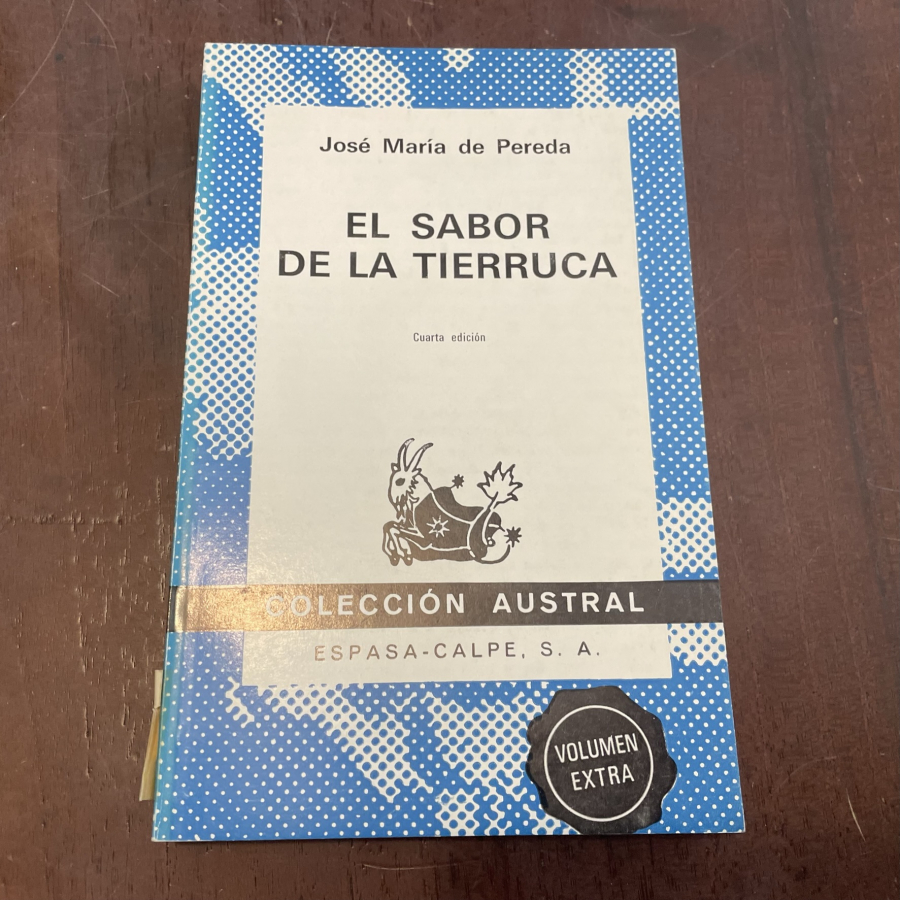 José María de Pereda
EL SABOR
DE LA TIERRUCA
Cuarta edición
COLECCIÓN AUSTRAL
ESPASA-CALPE, S. A.
VOLUMEN
EXTRA